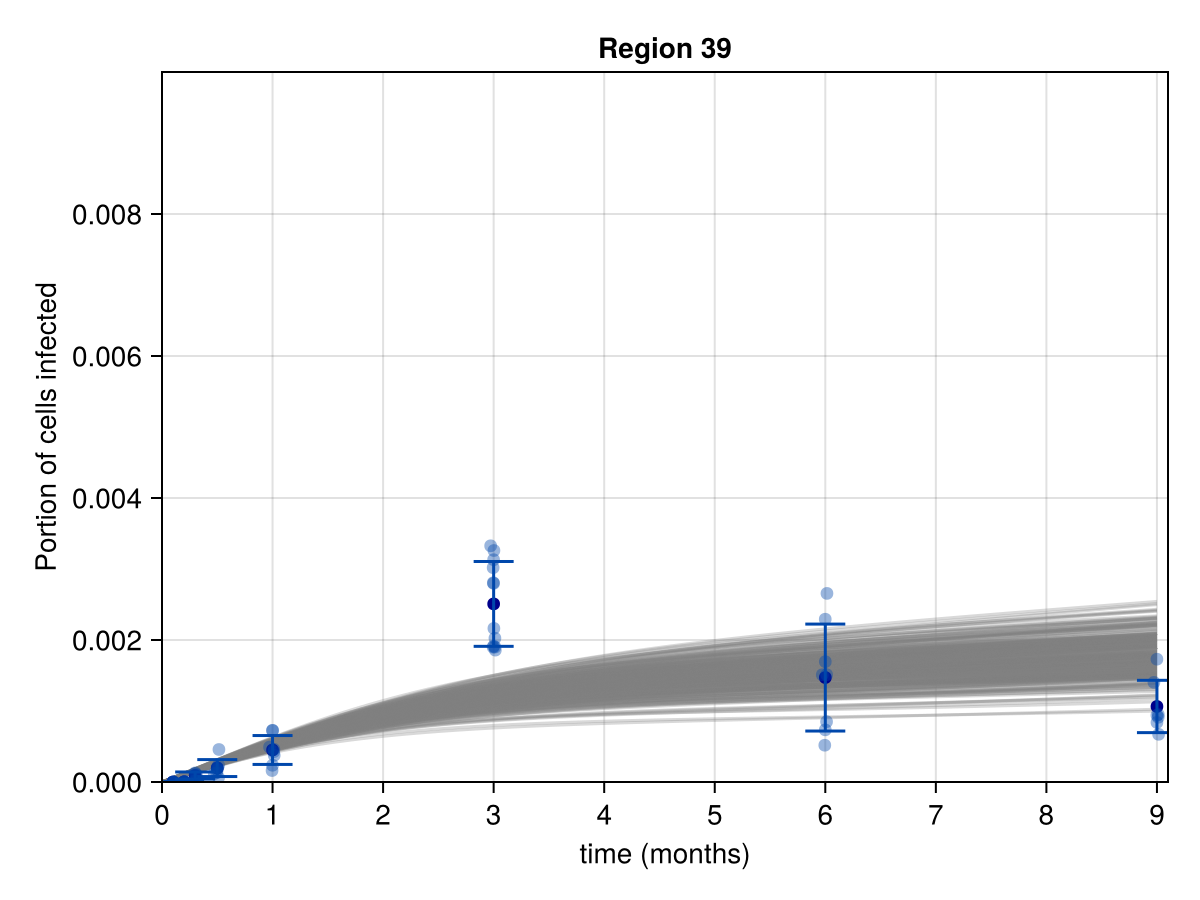 Region 39
Portion of cells infected
0.008
0.006
0.004
0.002
0.000
0 1 2 3 4 5 6 7 8 9
time (months)